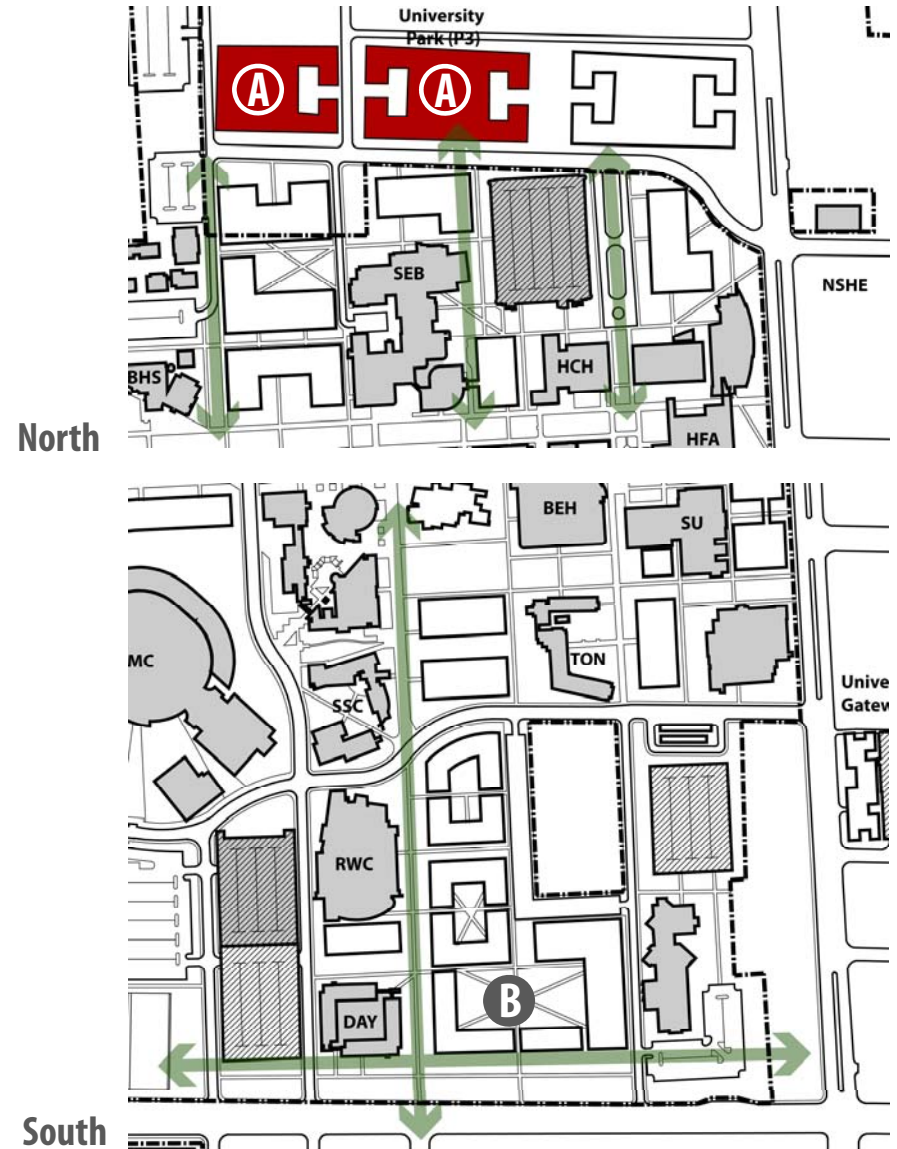 University
Park (P3)
A
A
SEB
NSHE
HCH
BHS
HFA
North
BEH
SU
MC
TON
Unive
Gatew
SSC
RWC
B
DAY
South